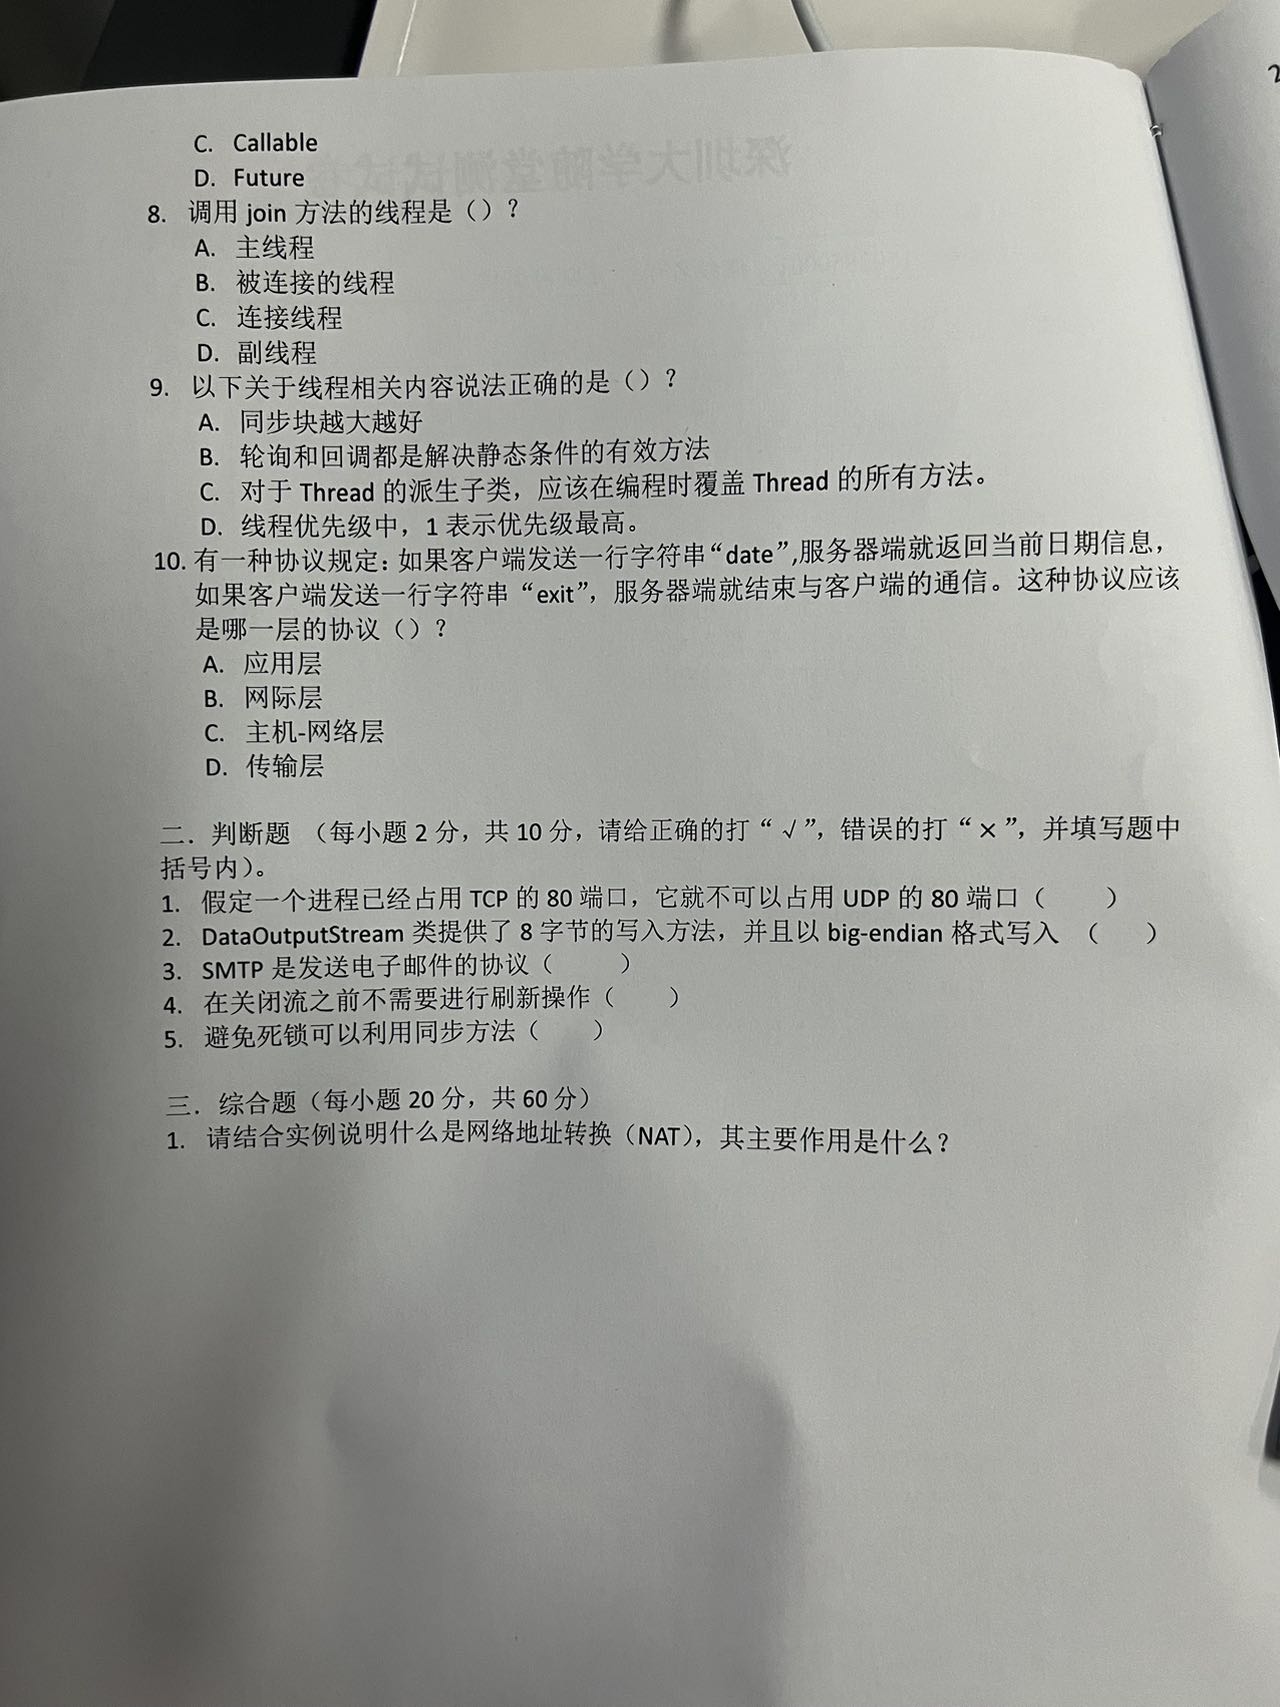 C. Callable
D. Future
8. 调用 join 方法的线程是（）？
A. 主线程
B. 被连接的线程
C. 连接线程
D. 副线程
9. 以下关于线程相关内容说法正确的是（）？
A. 同步块越大越好
B. 轮询和回调都是解决静态条件的有效方法
C. 对于 Thread 的派生子类，应该在编程时覆盖 Thread 的所有方法。
D. 线程优先级中，1 表示优先级最高。
10. 有一种协议规定：如果客户端发送一行字符串“date”,服务器端就返回当前日期信息，
如果客户端发送一行字符串“exit”，服务器端就结束与客户端的通信。这种协议应该
是哪一层的协议（）？
A. 应用层
B. 网际层
C. 主机-网络层
D. 传输层
二．判断题 （每小题 2 分，共 10 分，请给正确的打“√”，错误的打“×”，并填写题中
括号内）。
1. 假定一个进程已经占用 TCP 的 80 端口，它就不可以占用 UDP 的 80 端口（ ）
2. DataOutputStream 类提供了 8 字节的写入方法，并且以 big-endian 格式写入 （ ）
3. SMTP 是发送电子邮件的协议（ ）
4. 在关闭流之前不需要进行刷新操作（ ）
5. 避免死锁可以利用同步方法（ ）
三．综合题（每小题 20 分，共 60 分）
1. 请结合实例说明什么是网络地址转换（NAT），其主要作用是什么？